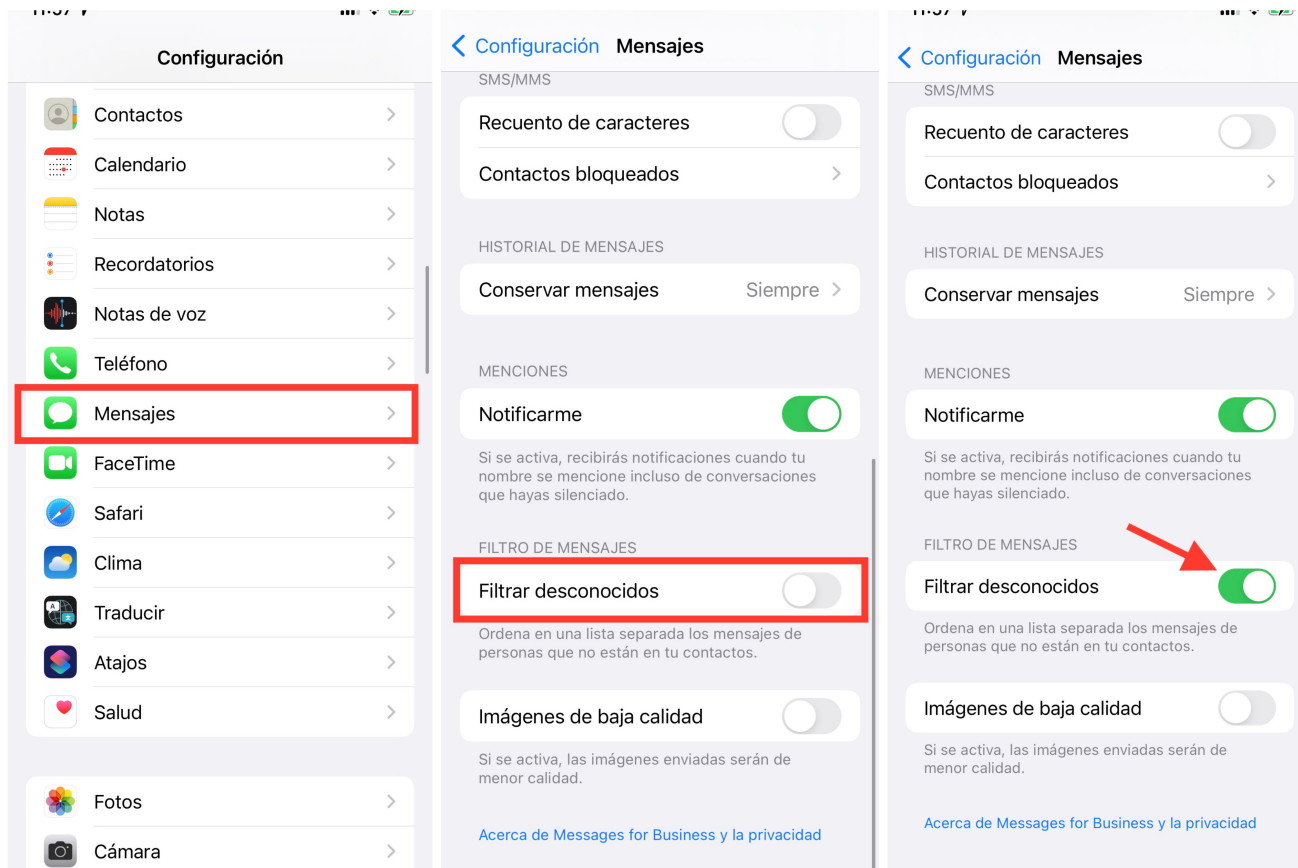 Configuración
Contactos
Calendario
Notas
Recordatorios
Notas de voz
Teléfono
Mensajes
FaceTime
Safari
Clima
Traducir
Atajos
Salud
Fotos
Cámara
Configuración Mensajes
SMS/MMS
Recuento de caracteres
Contactos bloqueados
HISTORIAL DE MENSAJES
Conservar mensajes Siempre
MENCIONES
Notificarme
Si se activa, recibirás notificaciones cuando tu
nombre se mencione incluso de conversaciones
que hayas silenciado.
FILTRO DE MENSAJES
Filtrar desconocidos
Ordena en una lista separada los mensajes de
personas que no están en tu contactos.
Imágenes de baja calidad
Si se activa, las imágenes enviadas serán de
menor calidad.
Acerca de Messages for Business y la privacidad
Configuración Mensajes
SMS/MMS
Recuento de caracteres
Contactos bloqueados
HISTORIAL DE MENSAJES
Conservar mensajes Siempre
MENCIONES
Notificarme
Si se activa, recibirás notificaciones cuando tu
nombre se mencione incluso de conversaciones
que hayas silenciado.
FILTRO DE MENSAJES
Filtrar desconocidos
Ordena en una lista separada los mensajes de
personas que no están en tu contactos.
Imágenes de baja calidad
Si se activa, las imágenes enviadas serán de
menor calidad.
Acerca de Messages for Business y la privacidad